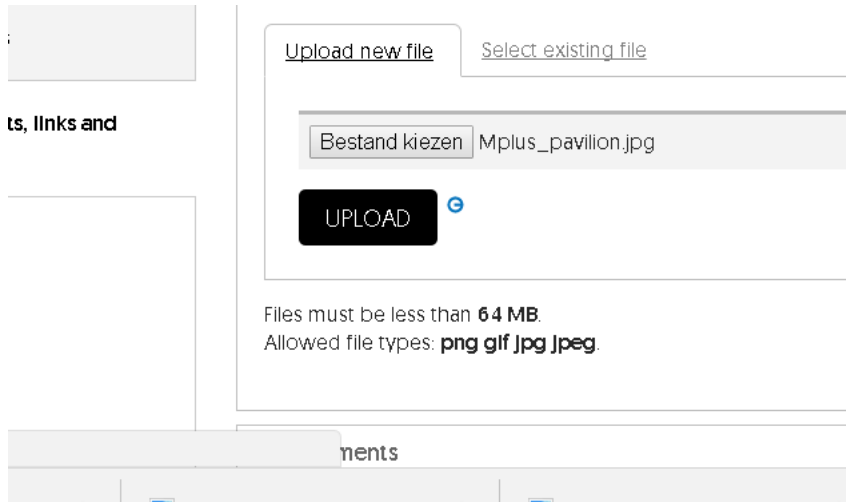 s
Upload new file
Select existing file
ts, links and
Bestand kiezen Mplus_pavilion.jpg
UPLOAD
Files must be less than 64 MB.
Allowed file types: png gif jpg jpeg.
ments